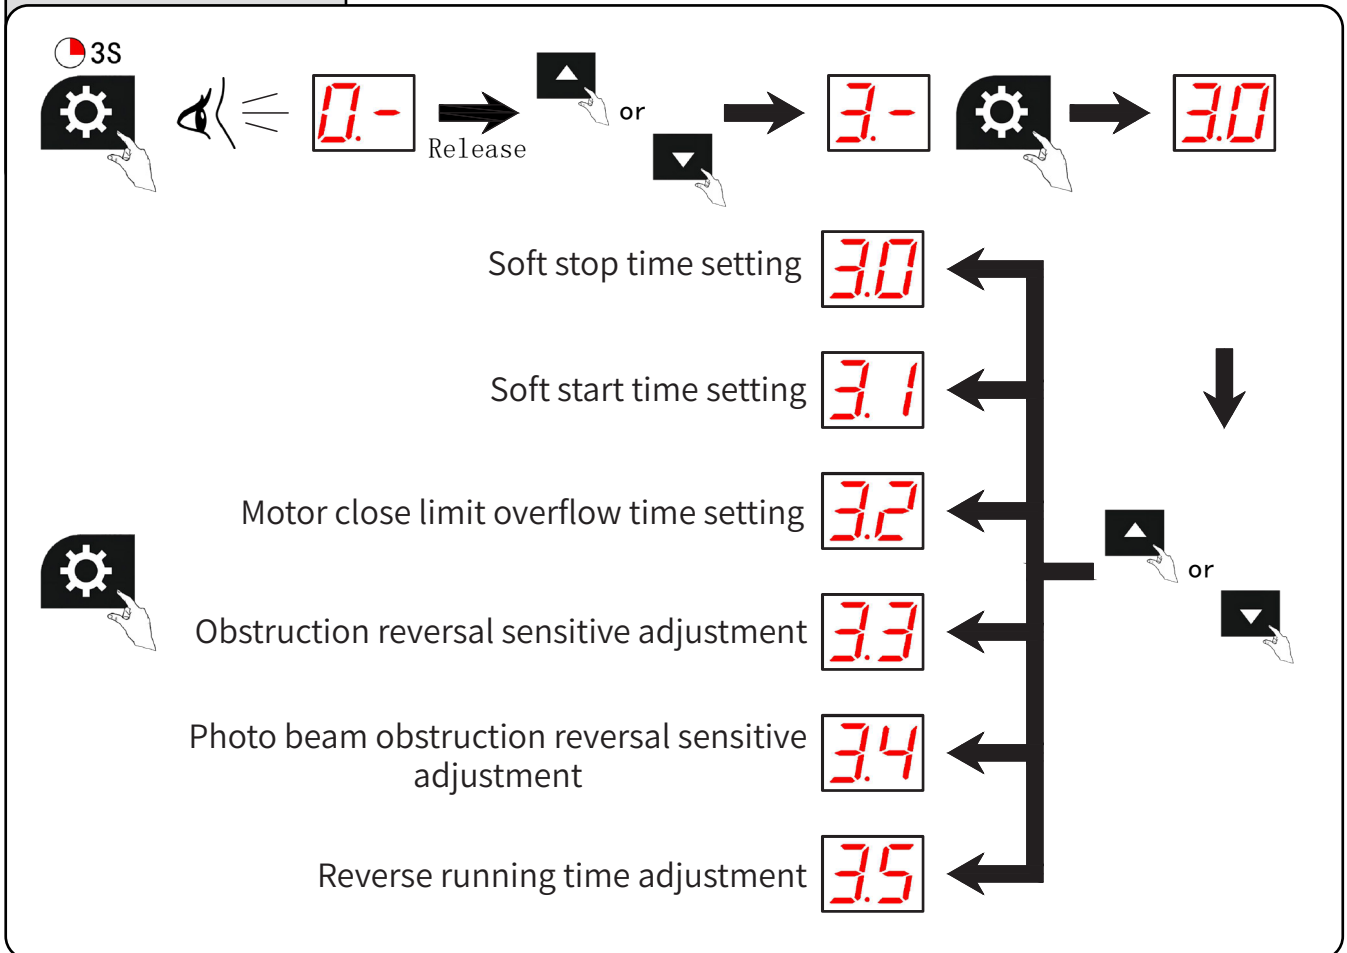 3S
0.-
Release
or
3.-
3.0
Soft stop time setting 3.0
Soft start time setting 3.1
Motor close limit overflow time setting 3.2
or
Obstruction reversal sensitive adjustment 3.3
Photo beam obstruction reversal sensitive
adjustment
3.4
Reverse running time adjustment 3.5